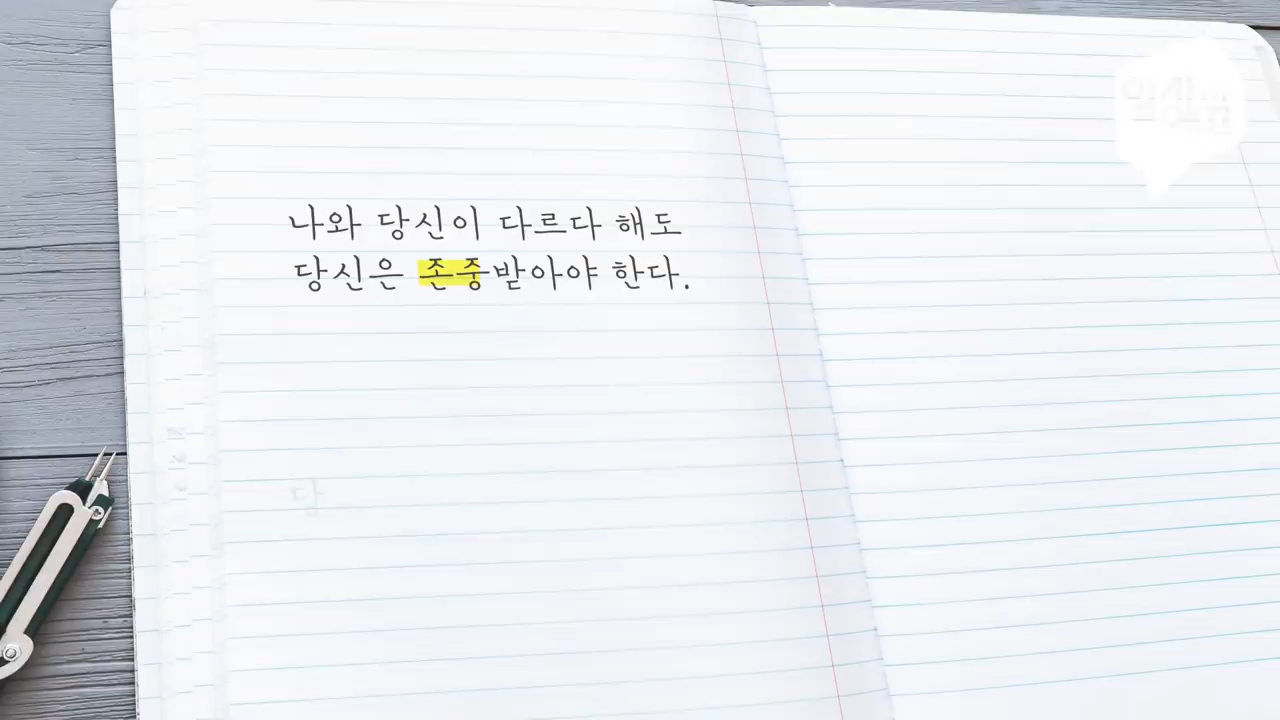 나와 당신이 다르다 해도
당신은 존중받아야 한다.